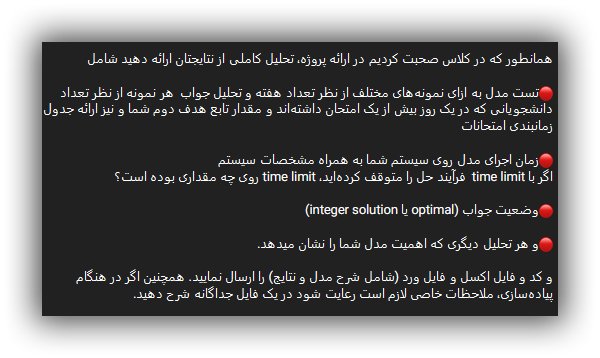 همانطور که در کلاس صحبت کردیم در ارائه پروژه، تحلیل کاملی از نتایجتان ارائه دهید شامل
🔴تست مدل به ازای نمونه‌های مختلف از نظر تعداد هفته و تحلیل جواب هر نمونه از نظر تعداد
دانشجویانی که در یک روز بیش از یک امتحان داشته‌اند و مقدار تابع هدف دوم شما و نیز ارائه جدول
زمانبندی امتحانات
🔴زمان اجرای مدل روی سیستم شما به همراه مشخصات سیستم
اگر با time limit فرآیند حل را متوقف کرده‌اید، time limit روی چه مقداری بوده است؟
🔴وضعیت جواب (optimal یا integer solution)
🔴و هر تحلیل دیگری که اهمیت مدل شما را نشان میدهد.
و کد و فایل اکسل و فایل ورد (شامل شرح مدل و نتایج) را ارسال نمایید. همچنین اگر در هنگام
پیاده‌سازی، ملاحظات خاصی لازم است رعایت شود در یک فایل جداگانه شرح دهید.